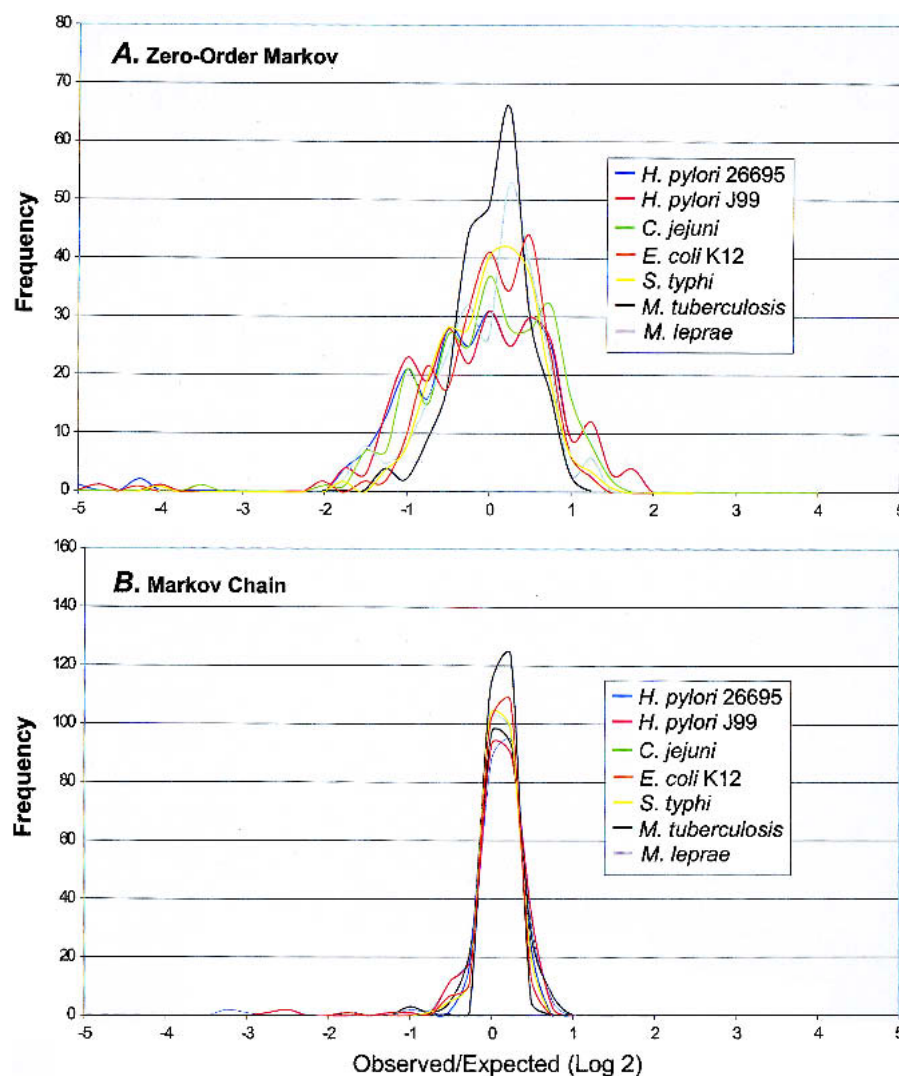 80
A. Zero-Order Markov
70
60
50
40
30
20
10
0
Frequency
H. pylori 26695
H. pylori J99
C. jejuni
E. coli K12
S. typhi
M. tuberculosis
M. leprae
-5 -4 -3 -2 -1 0 1 2 3 4 5
160
B. Markov Chain
140
120
100
80
60
40
20
0
Frequency
H. pylori 26695
H. pylori J99
C. jejuni
E. coli K12
S. typhi
M. tuberculosis
M. leprae
-5 -4 -3 -2 -1 0 1 2 3 4 5
Observed/Expected (Log 2)